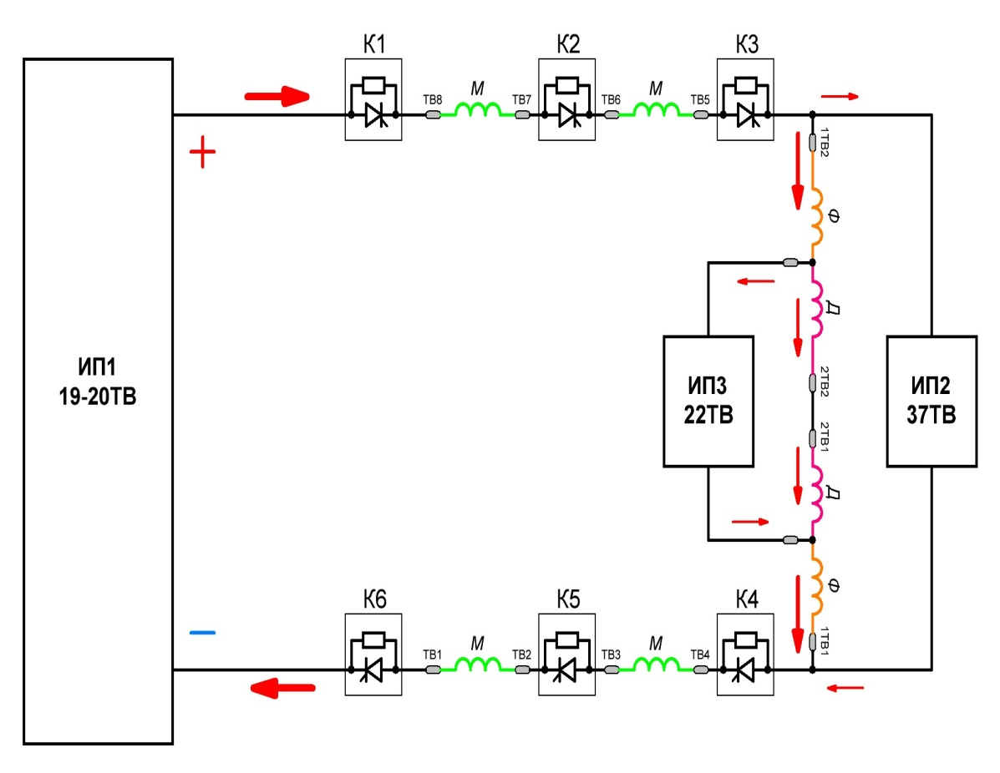 К1
К2
К3
ТВ8
М
ТВ7
ТВ6
М
ТВ5
+
1ТВ2
Ф
Д
ИП1
19-20ТВ
2ТВ2
ИП3
22ТВ
ИП2
37ТВ
2ТВ1
Д
Ф
К6
К5
К4
−
1ТВ1
ТВ1
М
ТВ2
ТВ3
М
ТВ4